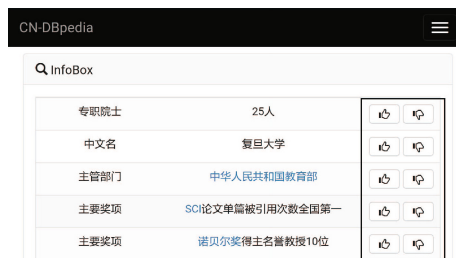 CN-DBpedia
InfoBox
专职院士 25人
中文名 复旦大学
主管部门 中华人民共和国教育部
主要奖项 SCI论文单篇被引用次数全国第一
主要奖项 诺贝尔奖得主名誉教授10位